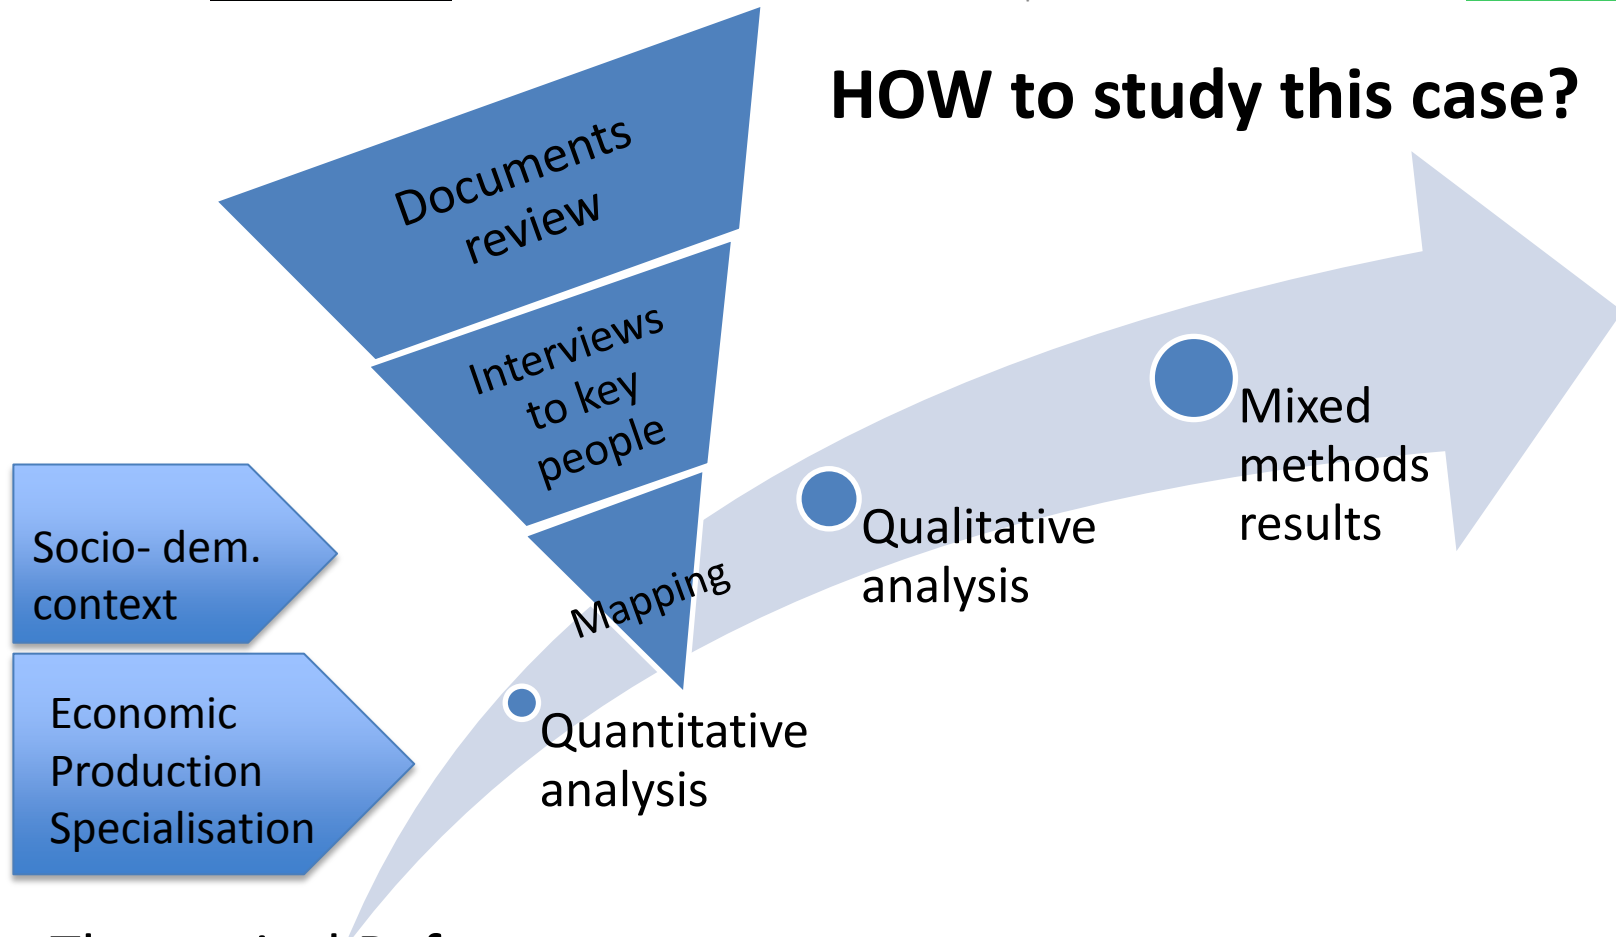 HOW to study this case?
Documents
review
Interviews
to key
people
Mapping
Socio- dem.
context
Economic
Production
Specialisation
Quantitative
analysis
Qualitative
analysis
Mixed
methods
results